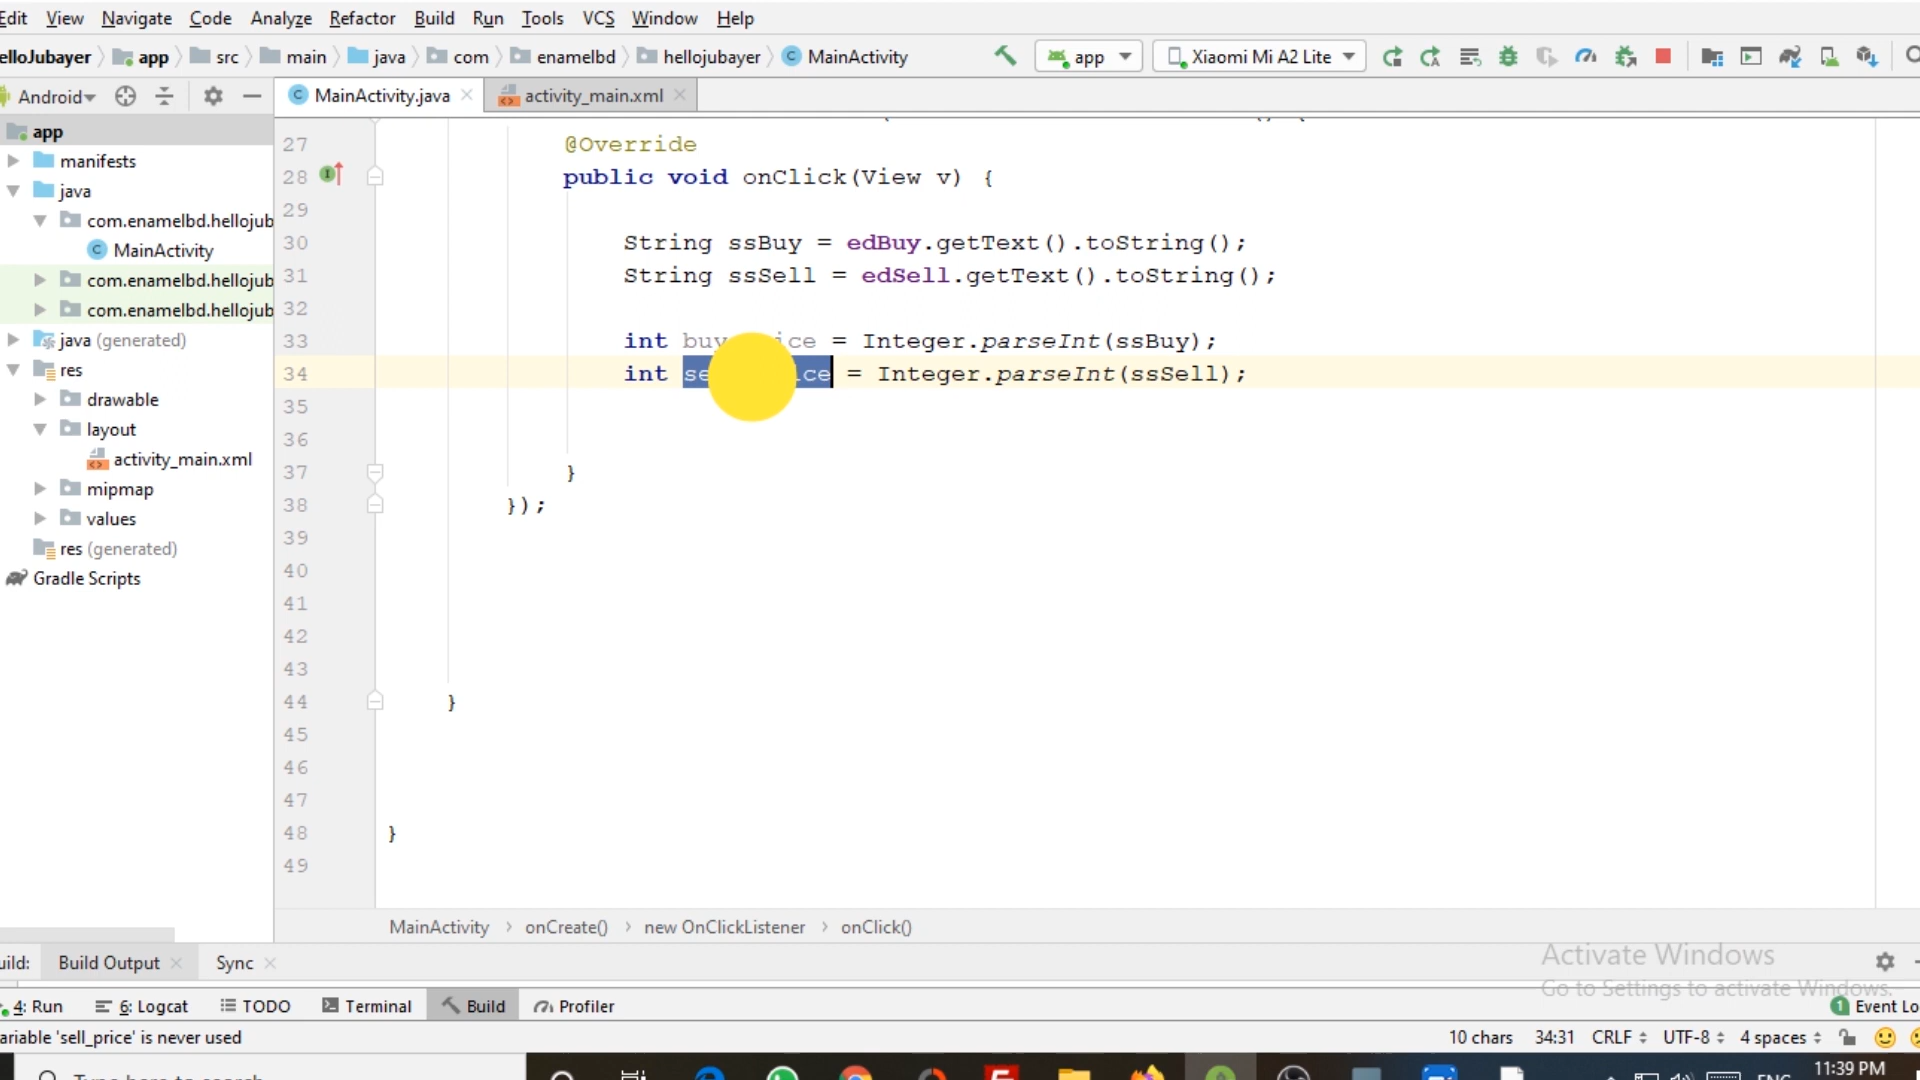 Edit View Navigate Code Analyze Refactor Build Run Tools VCS Window Help
elloJubayer app src main java com enamelbd hellojubayer MainActivity app Xiaomi Mi A2 Lite
Android MainActivity.java activity_main.xml
app
manifests
java
com.enamelbd.hellojub
MainActivity
com.enamelbd.hellojub
com.enamelbd.hellojub
java (generated)
res
drawable
layout
activity_main.xml
mipmap
values
res (generated)
Gradle Scripts
27 @Override
28 public void onClick(View v) {
29
30 String ssBuy = edBuy.getText().toString();
31 String ssSell = edSell.getText().toString();
32
33 int = Integer.parseInt(ssBuy);
34 int = Integer.parseInt(ssSell);
35
36
37 }
38 });
39
40
41
42
43
44 }
45
46
47
48 }
49
MainActivity > onCreate() > new OnClickListener > onClick()
Activate Windows
Go to Settings to activate Windows.
uild: Build Output Sync
4: Run 6: Logcat TODO Terminal Build Profiler 1 Event Lo
ariable 'sell_price' is never used 10 chars 34:31 CRLF UTF-8 4 spaces
Type here to search ENG 11:39 PM